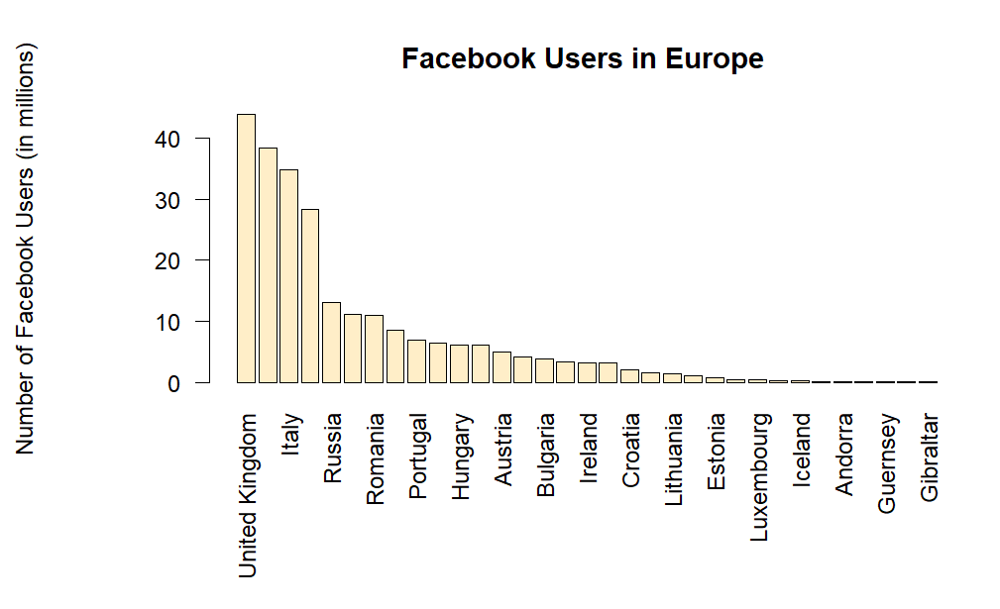 Facebook Users in Europe
Number of Facebook Users (in millions)
40
30
20
10
0
United Kingdom
Italy
Russia
Romania
Portugal
Hungary
Austria
Bulgaria
Ireland
Croatia
Lithuania
Estonia
Luxembourg
Iceland
Andorra
Guernsey
Gibraltar